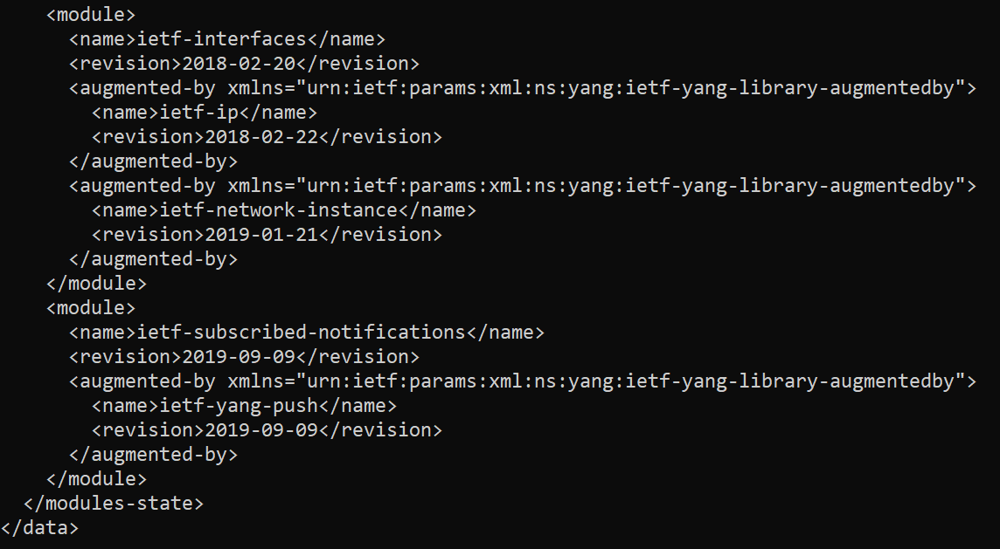 <module>
<name>ietf-interfaces</name>
<revision>2018-02-20</revision>
<augmented-by xmlns="urn:ietf:params:xml:ns:yang:ietf-yang-library-augmentedby">
<name>ietf-ip</name>
<revision>2018-02-22</revision>
</augmented-by>
<augmented-by xmlns="urn:ietf:params:xml:ns:yang:ietf-yang-library-augmentedby">
<name>ietf-network-instance</name>
<revision>2019-01-21</revision>
</augmented-by>
</module>
<module>
<name>ietf-subscribed-notifications</name>
<revision>2019-09-09</revision>
<augmented-by xmlns="urn:ietf:params:xml:ns:yang:ietf-yang-library-augmentedby">
<name>ietf-yang-push</name>
<revision>2019-09-09</revision>
</augmented-by>
</module>
</modules-state>
</data>